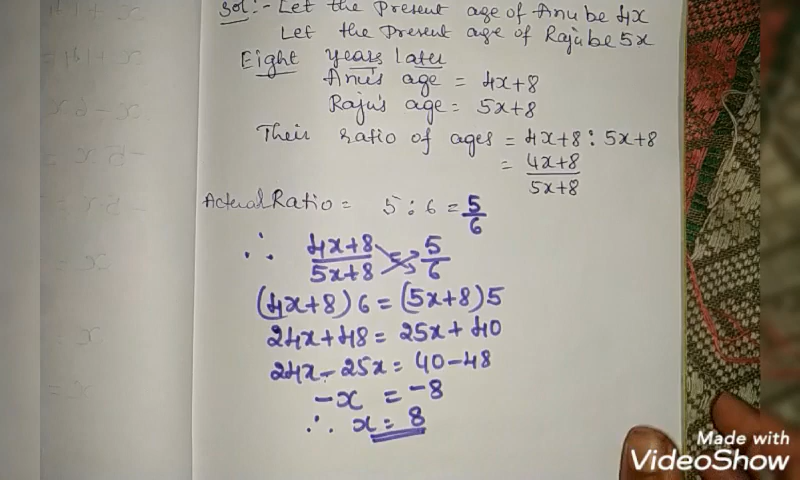 Sol:- Let the Present age of Anu be 4x
Let the Present age of Raju be 5x
Eight years later
Anu's age = 4x+8
Raju's age = 5x+8
Their ratio of ages = 4x+8 : 5x+8
= 4x+8
5x+8
Actual Ratio = 5 : 6 = 5/6
∴ 4x+8/5x+8 = 5/6
(4x+8)6 = (5x+8)5
24x+48 = 25x+40
24x-25x = 40-48
-x = -8
∴ x = 8
Made with
VideoShow